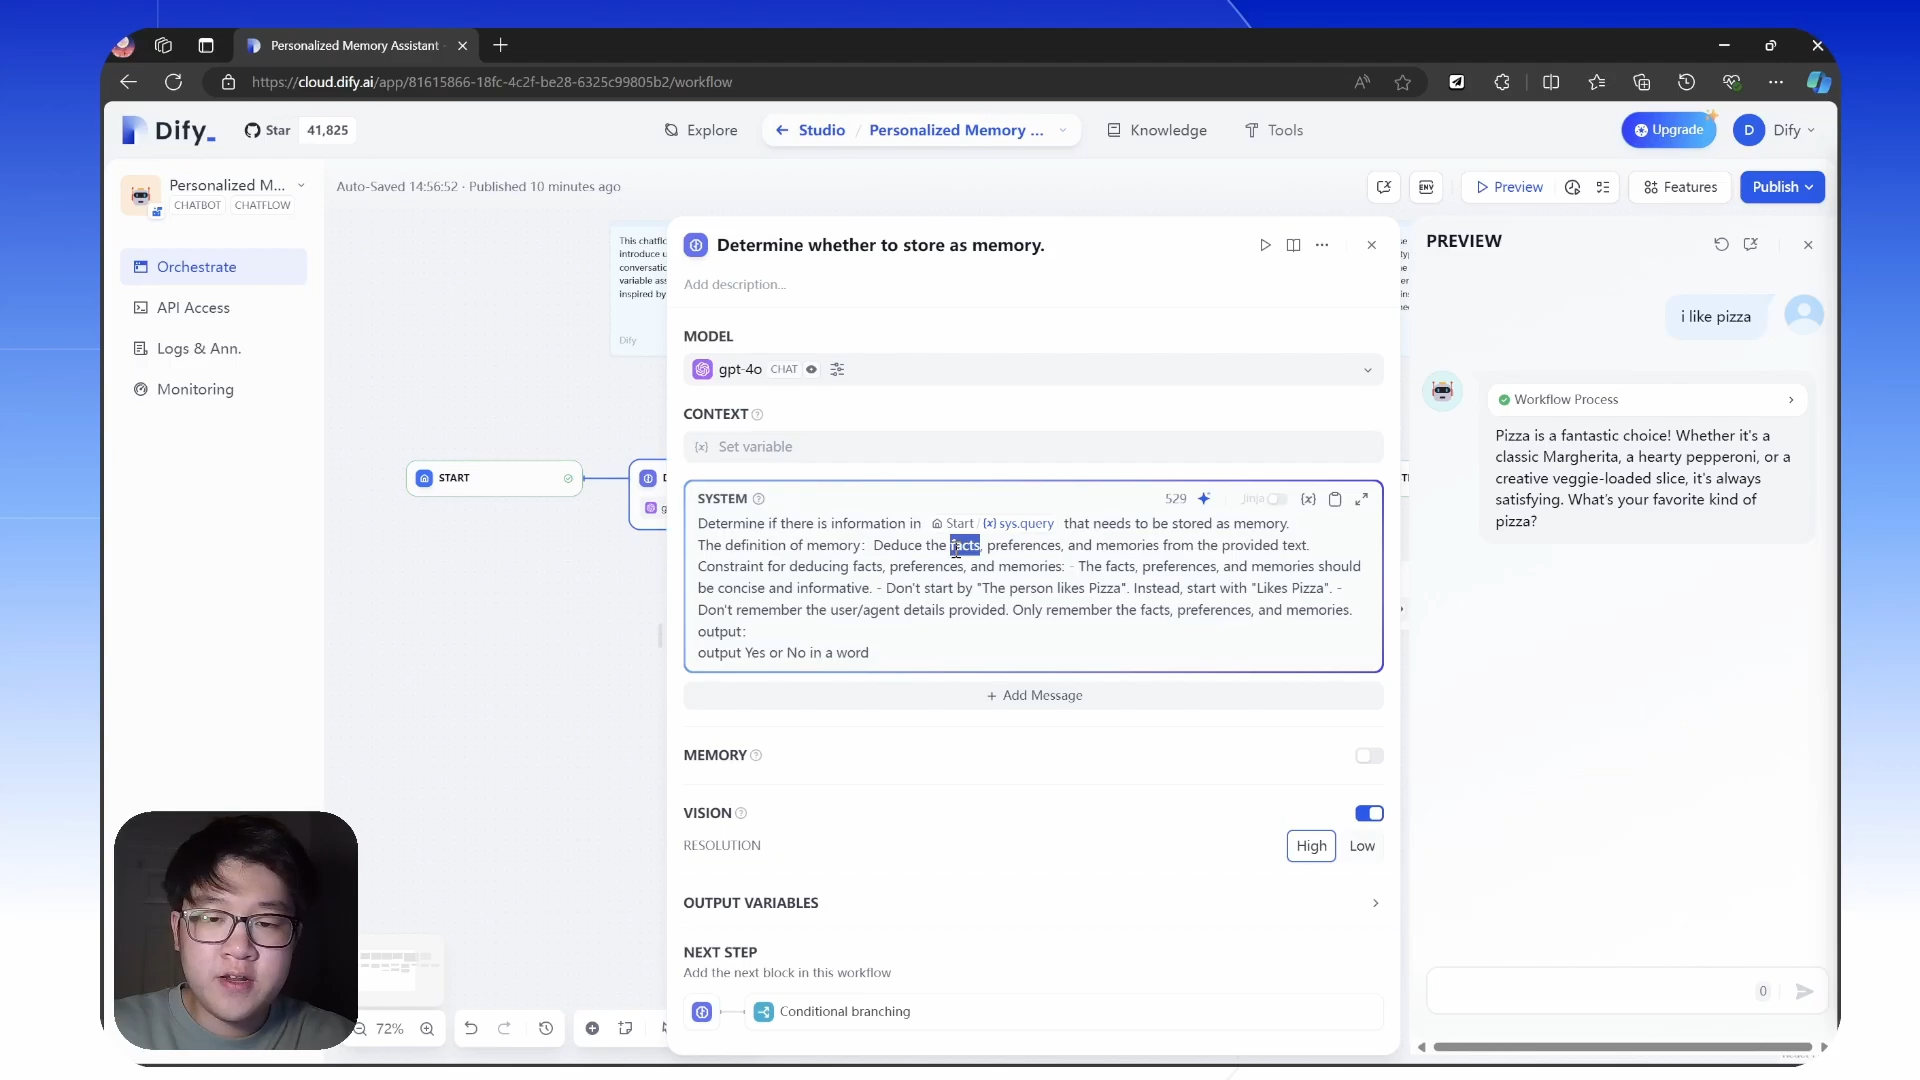 Personalized Memory Assistant
https://cloud.dify.ai/app/81615866-18fc-4c2f-be28-6325c99805b2/workflow
Dify_
Star 41,825
Explore
Studio / Personalized Memory ...
Knowledge
Tools
Upgrade
D Dify
Personalized M...
CHATBOT CHATFLOW
Auto-Saved 14:56:52 · Published 10 minutes ago
ENV
Preview
Features
Publish
Orchestrate
API Access
Logs & Ann.
Monitoring
This chatflo
introduce u
conversatio
variable ass
inspired by
Dify
START
72%
Determine whether to store as memory.
Add description...
MODEL
gpt-4o CHAT
CONTEXT
{x} Set variable
SYSTEM 529 Jinja {x}
Determine if there is information in Start / {x} sys.query that needs to be stored as memory.
The definition of memory: Deduce the facts, preferences, and memories from the provided text.
Constraint for deducing facts, preferences, and memories: - The facts, preferences, and memories should
be concise and informative. - Don't start by "The person likes Pizza". Instead, start with "Likes Pizza". -
Don't remember the user/agent details provided. Only remember the facts, preferences, and memories.
output:
output Yes or No in a word
+ Add Message
MEMORY
VISION
RESOLUTION High Low
OUTPUT VARIABLES
NEXT STEP
Add the next block in this workflow
Conditional branching
PREVIEW
i like pizza
Workflow Process
Pizza is a fantastic choice! Whether it's a
classic Margherita, a hearty pepperoni, or a
creative veggie-loaded slice, it's always
satisfying. What's your favorite kind of
pizza?
0